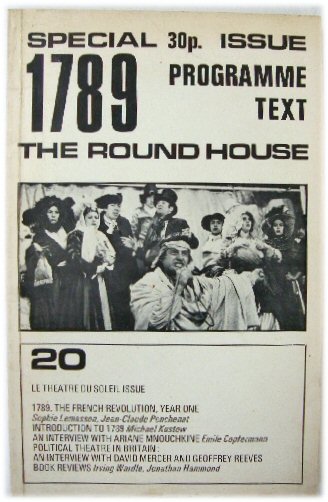 SPECIAL 30p. ISSUE
1789 PROGRAMME
TEXT
THE ROUND HOUSE
20
LE THEATRE DU SOLEIL ISSUE
1789. THE FRENCH REVOLUTION, YEAR ONE
Sophie Lemasson, Jean-Claude Penchenat
INTRODUCTION TO 1789 Michael Kustow
AN INTERVIEW WITH ARIANE MNOUCHKINE Emile Copfermann
POLITICAL THEATRE IN BRITAIN:
AN INTERVIEW WITH DAVID MERCER AND GEOFFREY REEVES
BOOK REVIEWS Irving Wardle, Jonathan Hammond